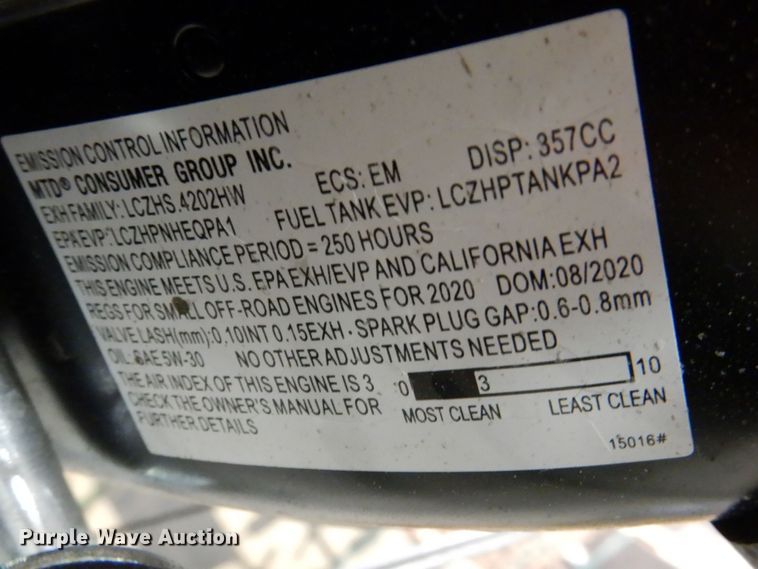 EMISSION CONTROL INFORMATION
MTD® CONSUMER GROUP INC.
EXH FAMILY: LCZHS.4202HW ECS: EM DISP: 357CC
EPA EVP: LCZHPNHEQPA1 FUEL TANK EVP: LCZHPTANKPA2
EMISSION COMPLIANCE PERIOD = 250 HOURS
THIS ENGINE MEETS U.S. EPA EXH/EVP AND CALIFORNIA EXH
REGS FOR SMALL OFF-ROAD ENGINES FOR 2020 DOM:08/2020
VALVE LASH(mm):0.10INT 0.15EXH · SPARK PLUG GAP:0.6-0.8mm
OIL: SAE 5W-30 NO OTHER ADJUSTMENTS NEEDED
THE AIR INDEX OF THIS ENGINE IS 3 0 3 10
CHECK THE OWNER'S MANUAL FOR MOST CLEAN LEAST CLEAN
FURTHER DETAILS
15016#
Purple Wave Auction